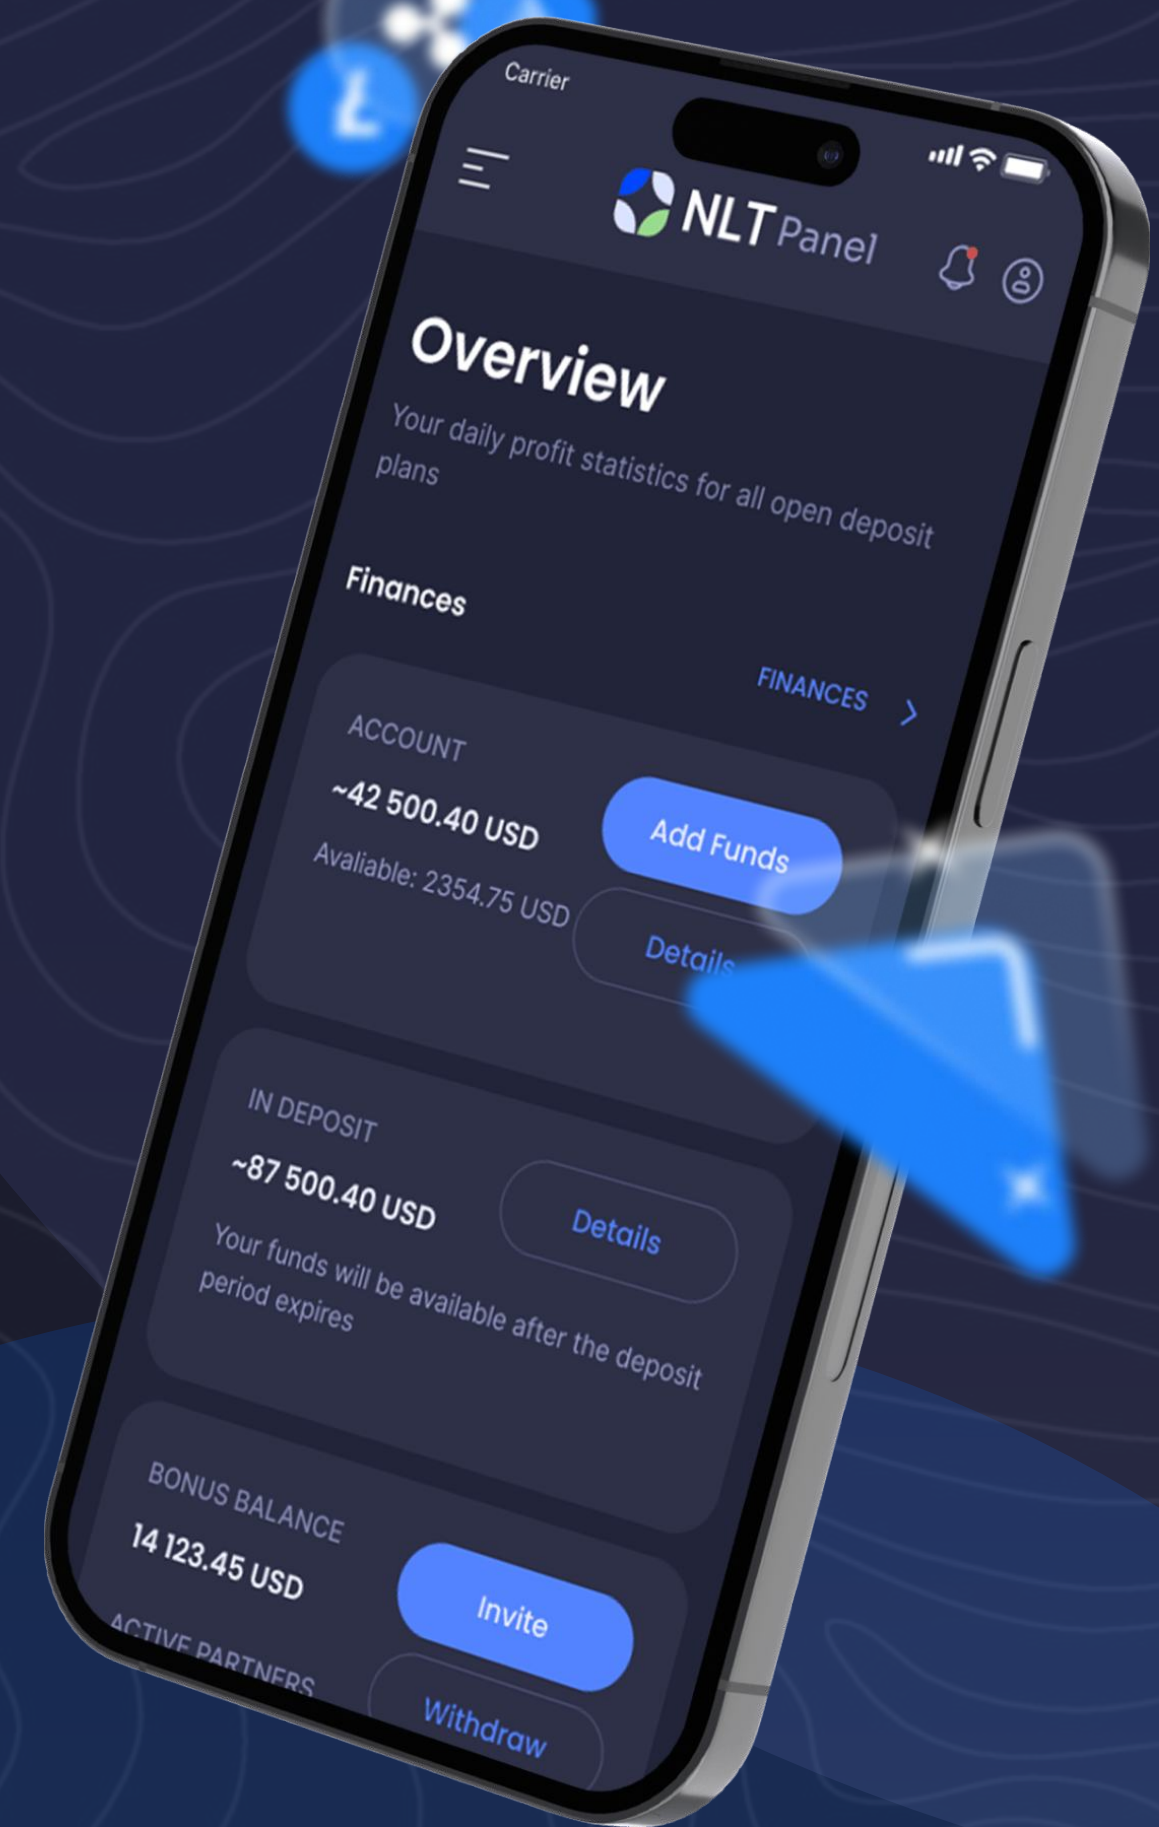 Carrier
NLT Panel
Overview
Your daily profit statistics for all open deposit
plans
Finances
FINANCES
ACCOUNT
~42 500.40 USD
Add Funds
Avaliable: 2354.75 USD
Details
IN DEPOSIT
~87 500.40 USD
Details
Your funds will be available after the deposit
period expires
BONUS BALANCE
14 123.45 USD
Invite
ACTIVE PARTNERS
Withdraw